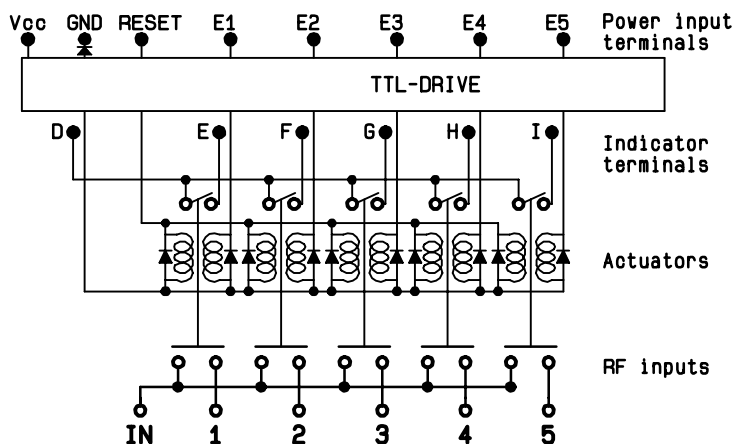 Vcc GND RESET E1 E2 E3 E4 E5
Power input
terminals
TTL-DRIVE
D E F G H I
Indicator
terminals
Actuators
RF inputs
IN 1 2 3 4 5